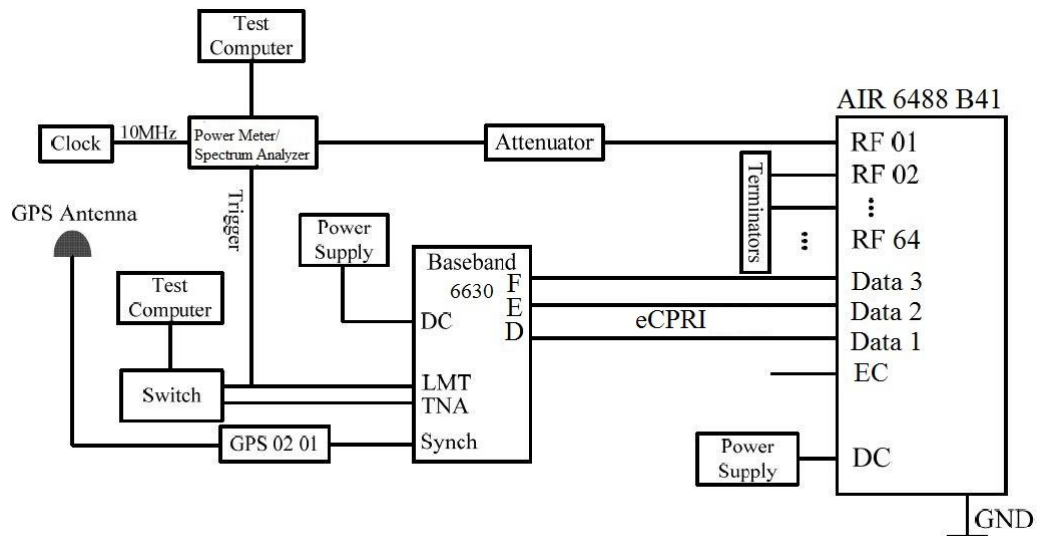 Test
Computer
AIR 6488 B41
Clock
10MHz
Power Meter/
Spectrum Analyzer
Attenuator
RF 01
RF 02
...
RF 64
Terminators
...
Trigger
GPS Antenna
Power
Supply
Baseband
6630
F
E
D
DC
eCPRI
Data 3
Data 2
Data 1
EC
Test
Computer
Switch
LMT
TNA
Synch
GPS 02 01
Power
Supply
DC
GND